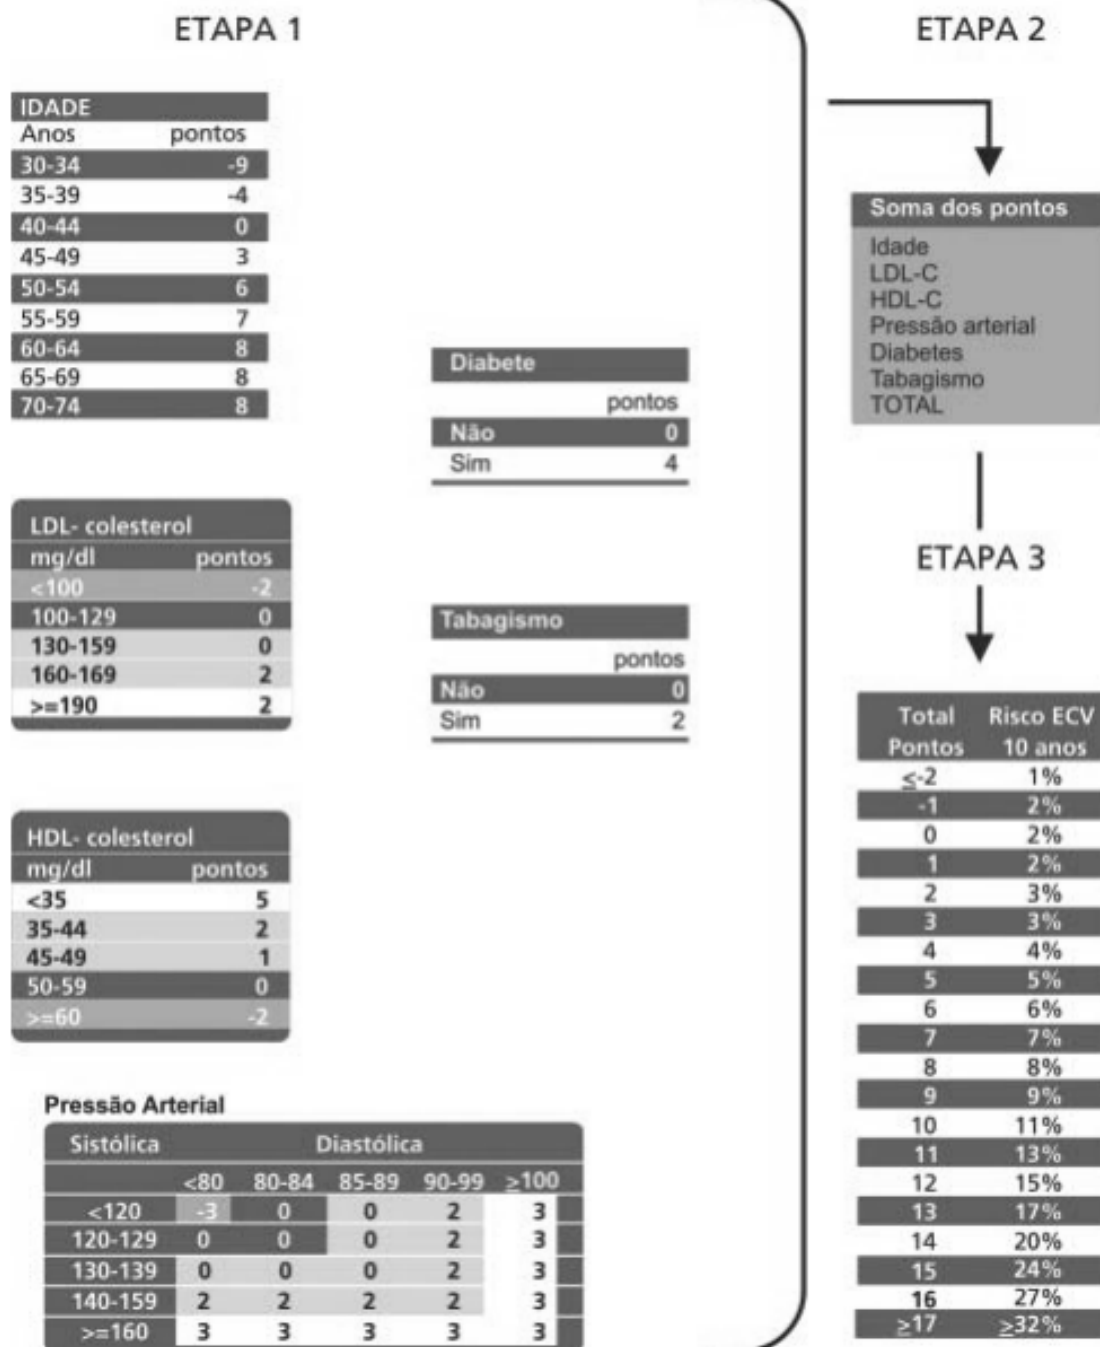 ETAPA 1
IDADE
Anos pontos
30-34 -9
35-39 -4
40-44 0
45-49 3
50-54 6
55-59 7
60-64 8
65-69 8
70-74 8
LDL- colesterol
mg/dl pontos
<100 -2
100-129 0
130-159 0
160-169 2
>=190 2
HDL- colesterol
mg/dl pontos
<35 5
35-44 2
45-49 1
50-59 0
>=60 -2
Diabete
pontos
Não 0
Sim 4
Tabagismo
pontos
Não 0
Sim 2
Pressão Arterial
Sistólica Diastólica
<80 80-84 85-89 90-99 ≥100
<120 -3 0 0 2 3
120-129 0 0 0 2 3
130-139 0 0 0 2 3
140-159 2 2 2 2 3
>=160 3 3 3 3 3
ETAPA 2
Soma dos pontos
Idade
LDL-C
HDL-C
Pressão arterial
Diabetes
Tabagismo
TOTAL
ETAPA 3
Total Risco ECV
Pontos 10 anos
≤-2 1%
-1 2%
0 2%
1 2%
2 3%
3 3%
4 4%
5 5%
6 6%
7 7%
8 8%
9 9%
10 11%
11 13%
12 15%
13 17%
14 20%
15 24%
16 27%
≥17 ≥32%